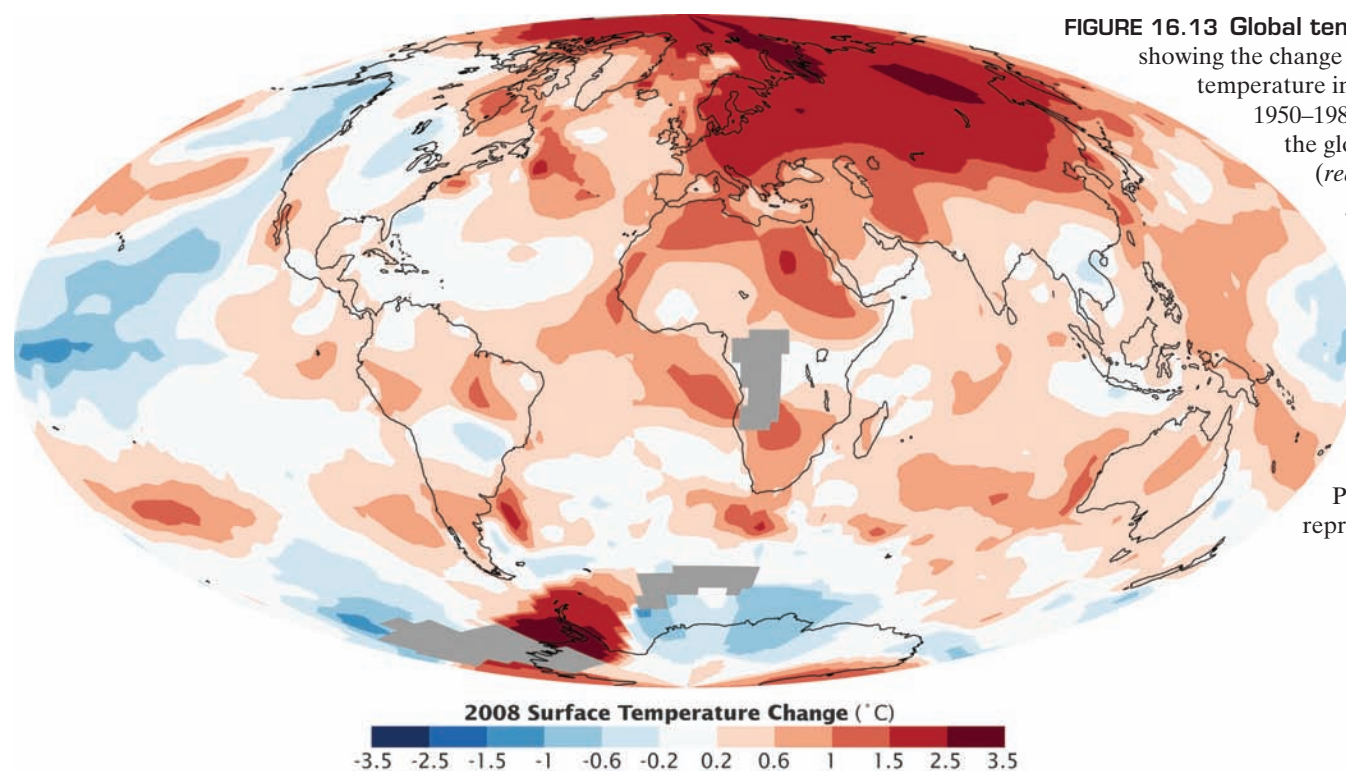 FIGURE 16.13 Global ten
showing the change
temperature in
1950–198
the glo
(rea
P
repr
2008 Surface Temperature Change (˚C)
-3.5 -2.5 -1.5 -1 -0.6 -0.2 0.2 0.6 1 1.5 2.5 3.5